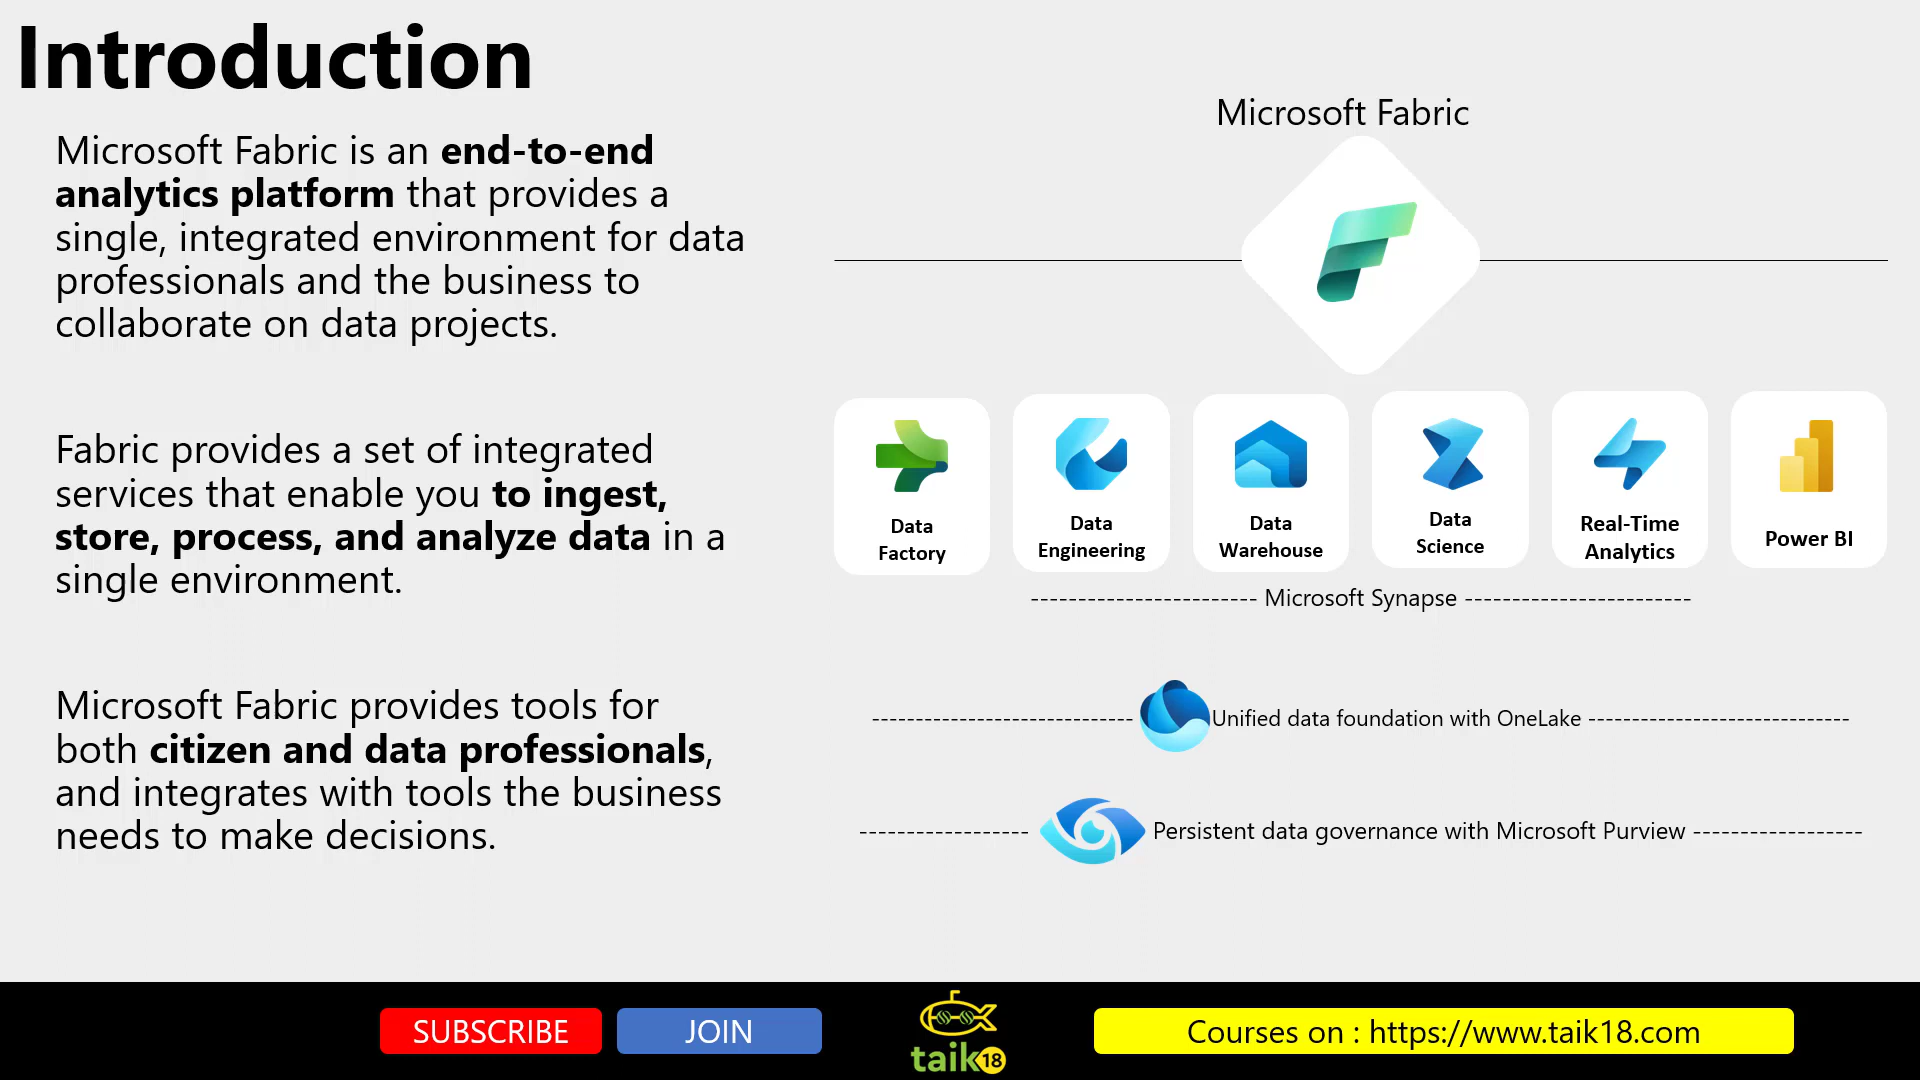 Introduction
Microsoft Fabric is an end-to-end
analytics platform that provides a
single, integrated environment for data
professionals and the business to
collaborate on data projects.
Fabric provides a set of integrated
services that enable you to ingest,
store, process, and analyze data in a
single environment.
Microsoft Fabric provides tools for
both citizen and data professionals,
and integrates with tools the business
needs to make decisions.
Microsoft Fabric
Data
Factory
Data
Engineering
Data
Warehouse
Data
Science
Real-Time
Analytics
Power BI
------------------------ Microsoft Synapse ------------------------
---------------------------- Unified data foundation with OneLake ----------------------------
------------------ Persistent data governance with Microsoft Purview ------------------
SUBSCRIBE
JOIN
taik18
Courses on : https://www.taik18.com